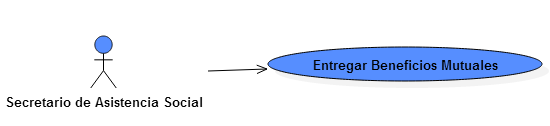 Entregar Beneficios Mutuales
Secretario de Asistencia Social